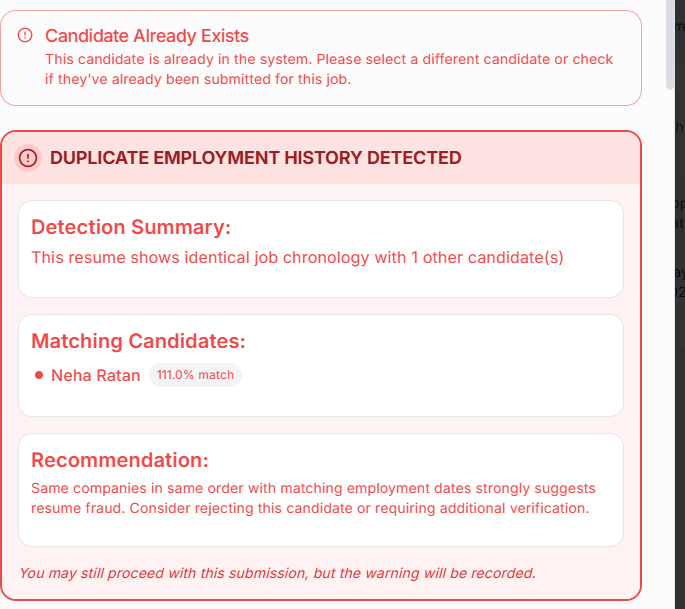 Candidate Already Exists
This candidate is already in the system. Please select a different candidate or check
if they've already been submitted for this job.
DUPLICATE EMPLOYMENT HISTORY DETECTED
Detection Summary:
This resume shows identical job chronology with 1 other candidate(s)
Matching Candidates:
Neha Ratan 111.0% match
Recommendation:
Same companies in same order with matching employment dates strongly suggests
resume fraud. Consider rejecting this candidate or requiring additional verification.
You may still proceed with this submission, but the warning will be recorded.